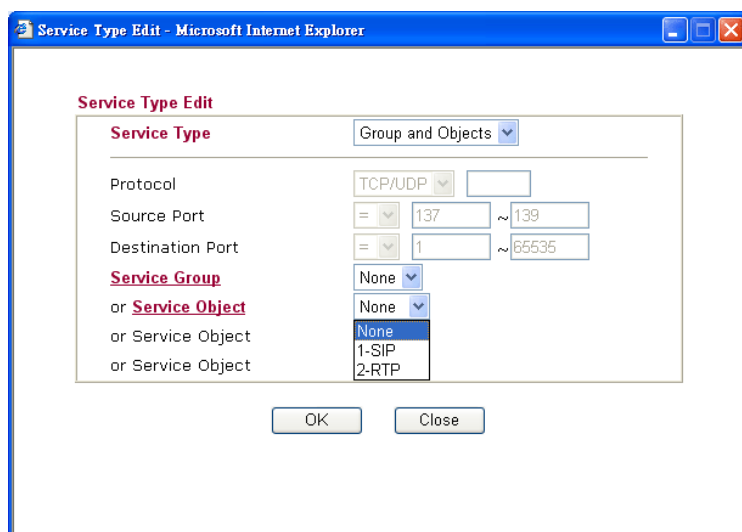 Service Type Edit - Microsoft Internet Explorer
Service Type Edit
Service Type Group and Objects
Protocol TCP/UDP
Source Port = 137 ~ 139
Destination Port = 1 ~ 65535
Service Group None
or Service Object None
or Service Object None
1-SIP
or Service Object 2-RTP
OK Close